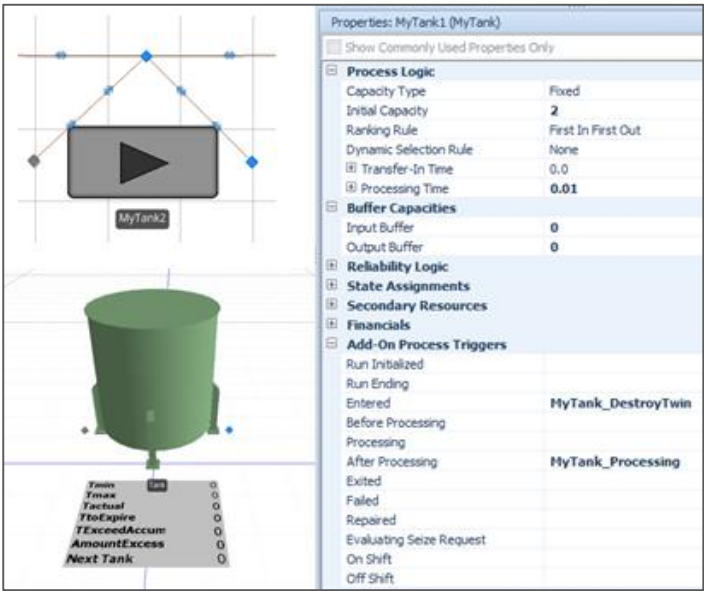 MyTank2
Tank
Tmin 0
Tmax 0
Tactual 0
TtoExpire 0
TExceedAccum 0
AmountExcess 0
Next Tank 0
Properties: MyTank1 (MyTank)
Show Commonly Used Properties Only
Process Logic
Capacity Type Fixed
Initial Capacity 2
Ranking Rule First In First Out
Dynamic Selection Rule None
Transfer-In Time 0.0
Processing Time 0.01
Buffer Capacities
Input Buffer 0
Output Buffer 0
Reliability Logic
State Assignments
Secondary Resources
Financials
Add-On Process Triggers
Run Initialized
Run Ending
Entered MyTank_DestroyTwin
Before Processing
Processing
After Processing MyTank_Processing
Exited
Failed
Repaired
Evaluating Seize Request
On Shift
Off Shift